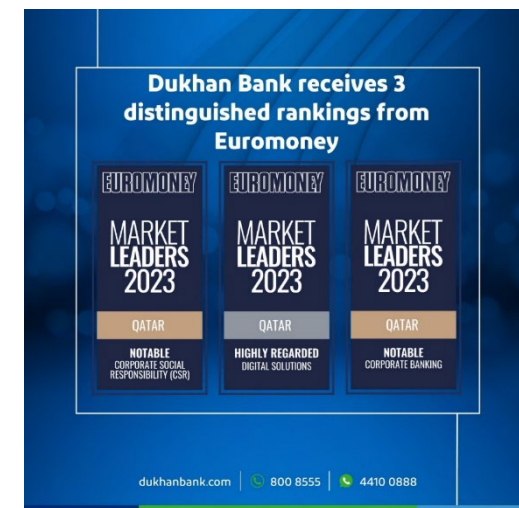 Dukhan Bank receives 3
distinguished rankings from
Euromoney
EUROMONEY
MARKET
LEADERS
2023
QATAR
NOTABLE
CORPORATE SOCIAL
RESPONSIBILITY (CSR)
EUROMONEY
MARKET
LEADERS
2023
QATAR
HIGHLY REGARDED
DIGITAL SOLUTIONS
EUROMONEY
MARKET
LEADERS
2023
QATAR
NOTABLE
CORPORATE BANKING
dukhanbank.com | 800 8555 | 4410 0888